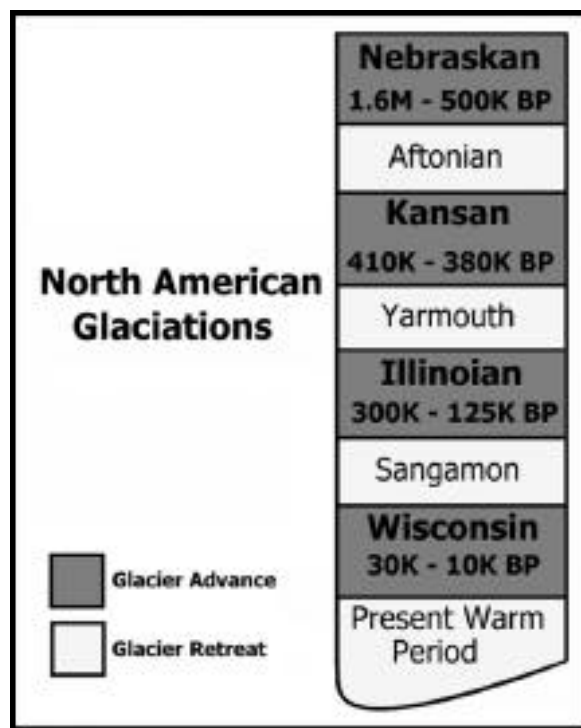 Nebraskan
1.6M - 500K BP
Aftonian
Kansan
410K - 380K BP
North American
Glaciations
Yarmouth
Illinoian
300K - 125K BP
Sangamon
Wisconsin
30K - 10K BP
Glacier Advance
Present Warm
Period
Glacier Retreat